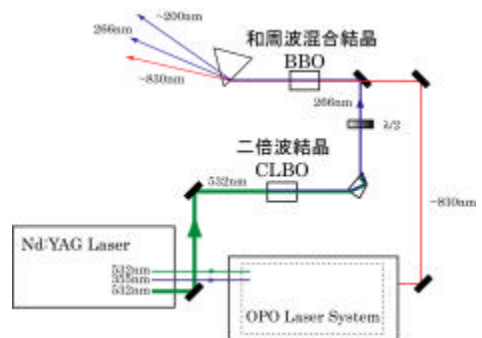 ~200nm
266nm
~830nm
和周波混合結晶
BBO
266nm
λ/2
二倍波結晶
CLBO
532nm
~830nm
Nd:YAG Laser
532nm
355nm
532nm
OPO Laser System